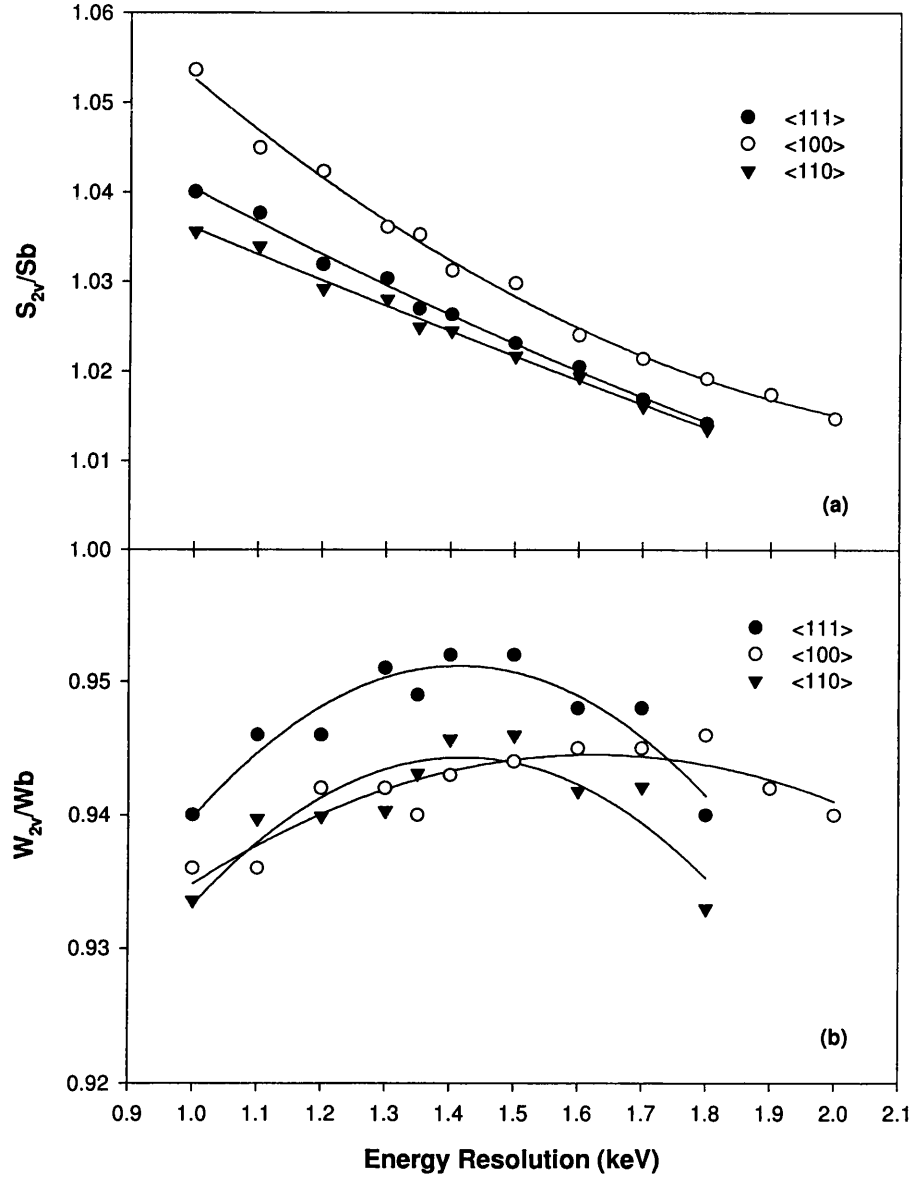 1.06
1.05
1.04
1.03
1.02
1.01
1.00
S2v/Sb
<111>
<100>
<110>
(a)
0.95
0.94
0.93
0.92
W2v/Wb
<111>
<100>
<110>
(b)
0.9 1.0 1.1 1.2 1.3 1.4 1.5 1.6 1.7 1.8 1.9 2.0 2.1
Energy Resolution (keV)